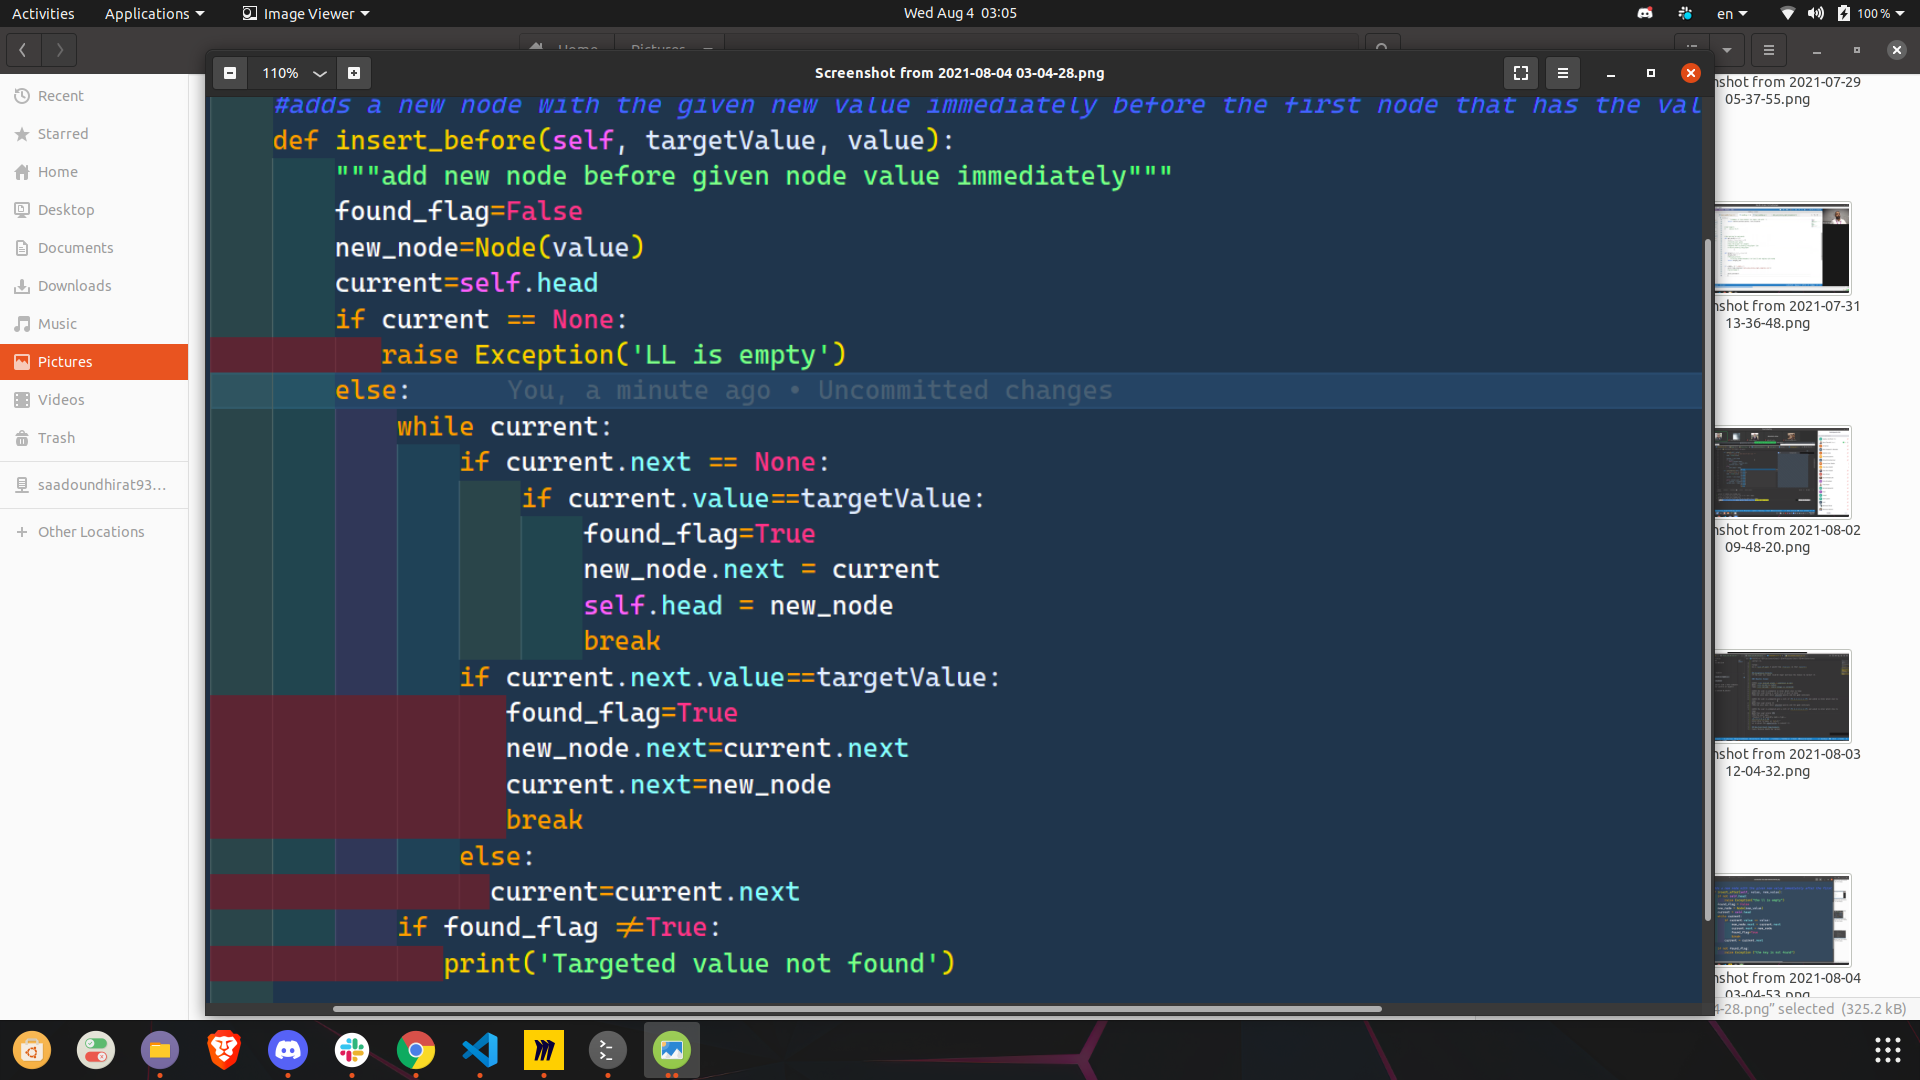 Activities Applications Image Viewer Wed Aug 4 03:05 en 100 %
Home Pictures
110% Screenshot from 2021-08-04 03-04-28.png
Recent
Starred
Home
Desktop
Documents
Downloads
Music
Pictures
Videos
Trash
saadoundhirat93...
+ Other Locations
#adds a new node with the given new value immediately before the first node that has the val
def insert_before(self, targetValue, value):
"""add new node before given node value immediately"""
found_flag=False
new_node=Node(value)
current=self.head
if current == None:
raise Exception('LL is empty')
else: You, a minute ago • Uncommitted changes
while current:
if current.next == None:
if current.value==targetValue:
found_flag=True
new_node.next = current
self.head = new_node
break
if current.next.value==targetValue:
found_flag=True
new_node.next=current.next
current.next=new_node
break
else:
current=current.next
if found_flag ≠True:
print('Targeted value not found')
nshot from 2021-07-29
05-37-55.png
nshot from 2021-07-31
13-36-48.png
nshot from 2021-08-02
09-48-20.png
nshot from 2021-08-03
12-04-32.png
nshot from 2021-08-04
03-04-53.png
4-28.png" selected (325.2 kB)